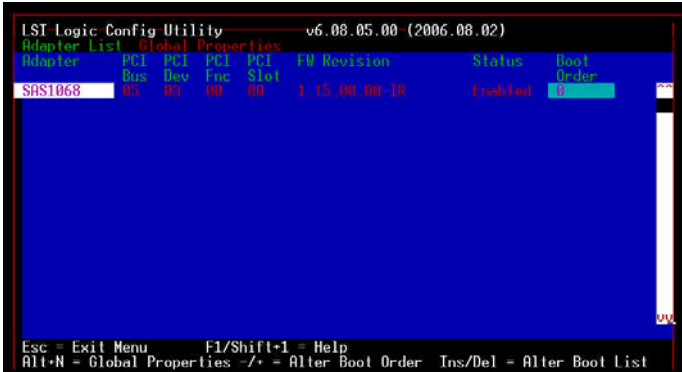 LST Logic Config Utility v6.08.05.00 (2006.08.02)
Adapter List Global Properties
Adapter PCI PCI PCI PCI FW Revision Status Boot
Bus Dev Fnc Slot Order
SAS1068 05 03 00 00 1.15.00.00-IR Enabled 0
Esc = Exit Menu F1/Shift+1 = Help
Alt+N = Global Properties -/+ = Alter Boot Order Ins/Del = Alter Boot List